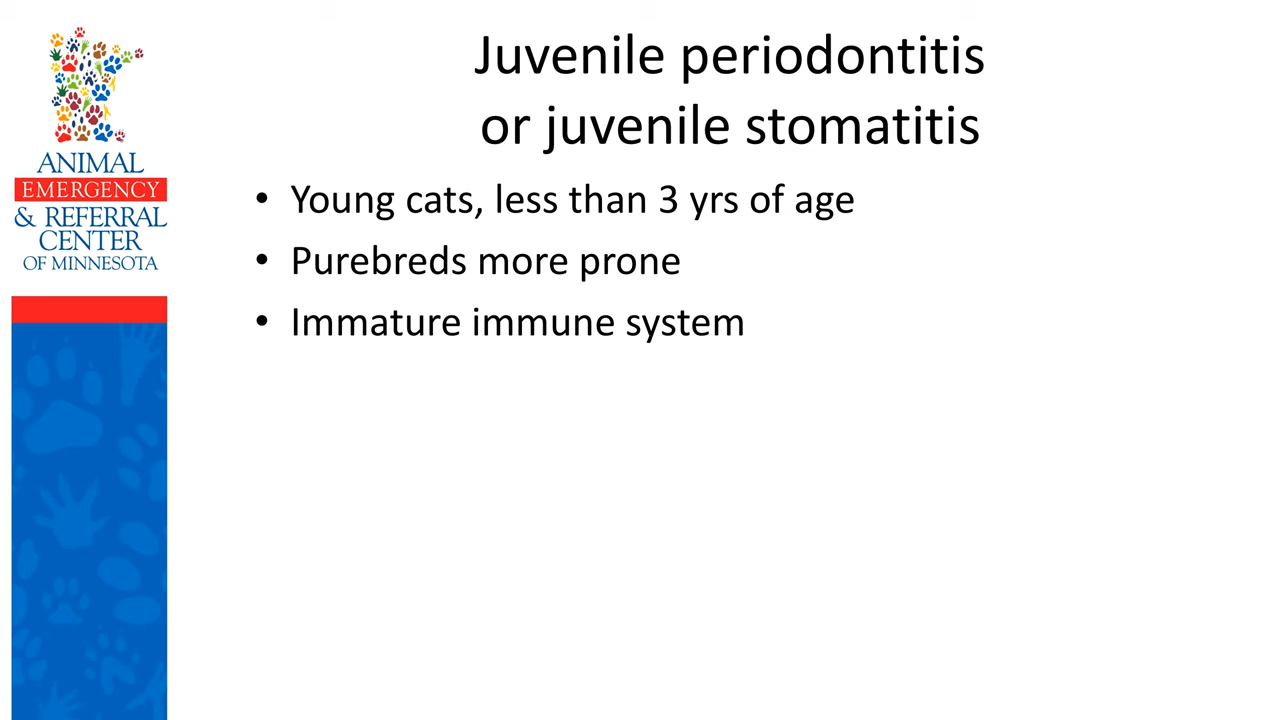 ANIMAL
EMERGENCY
& REFERRAL
CENTER
OF MINNESOTA
Juvenile periodontitis
or juvenile stomatitis
• Young cats, less than 3 yrs of age
• Purebreds more prone
• Immature immune system